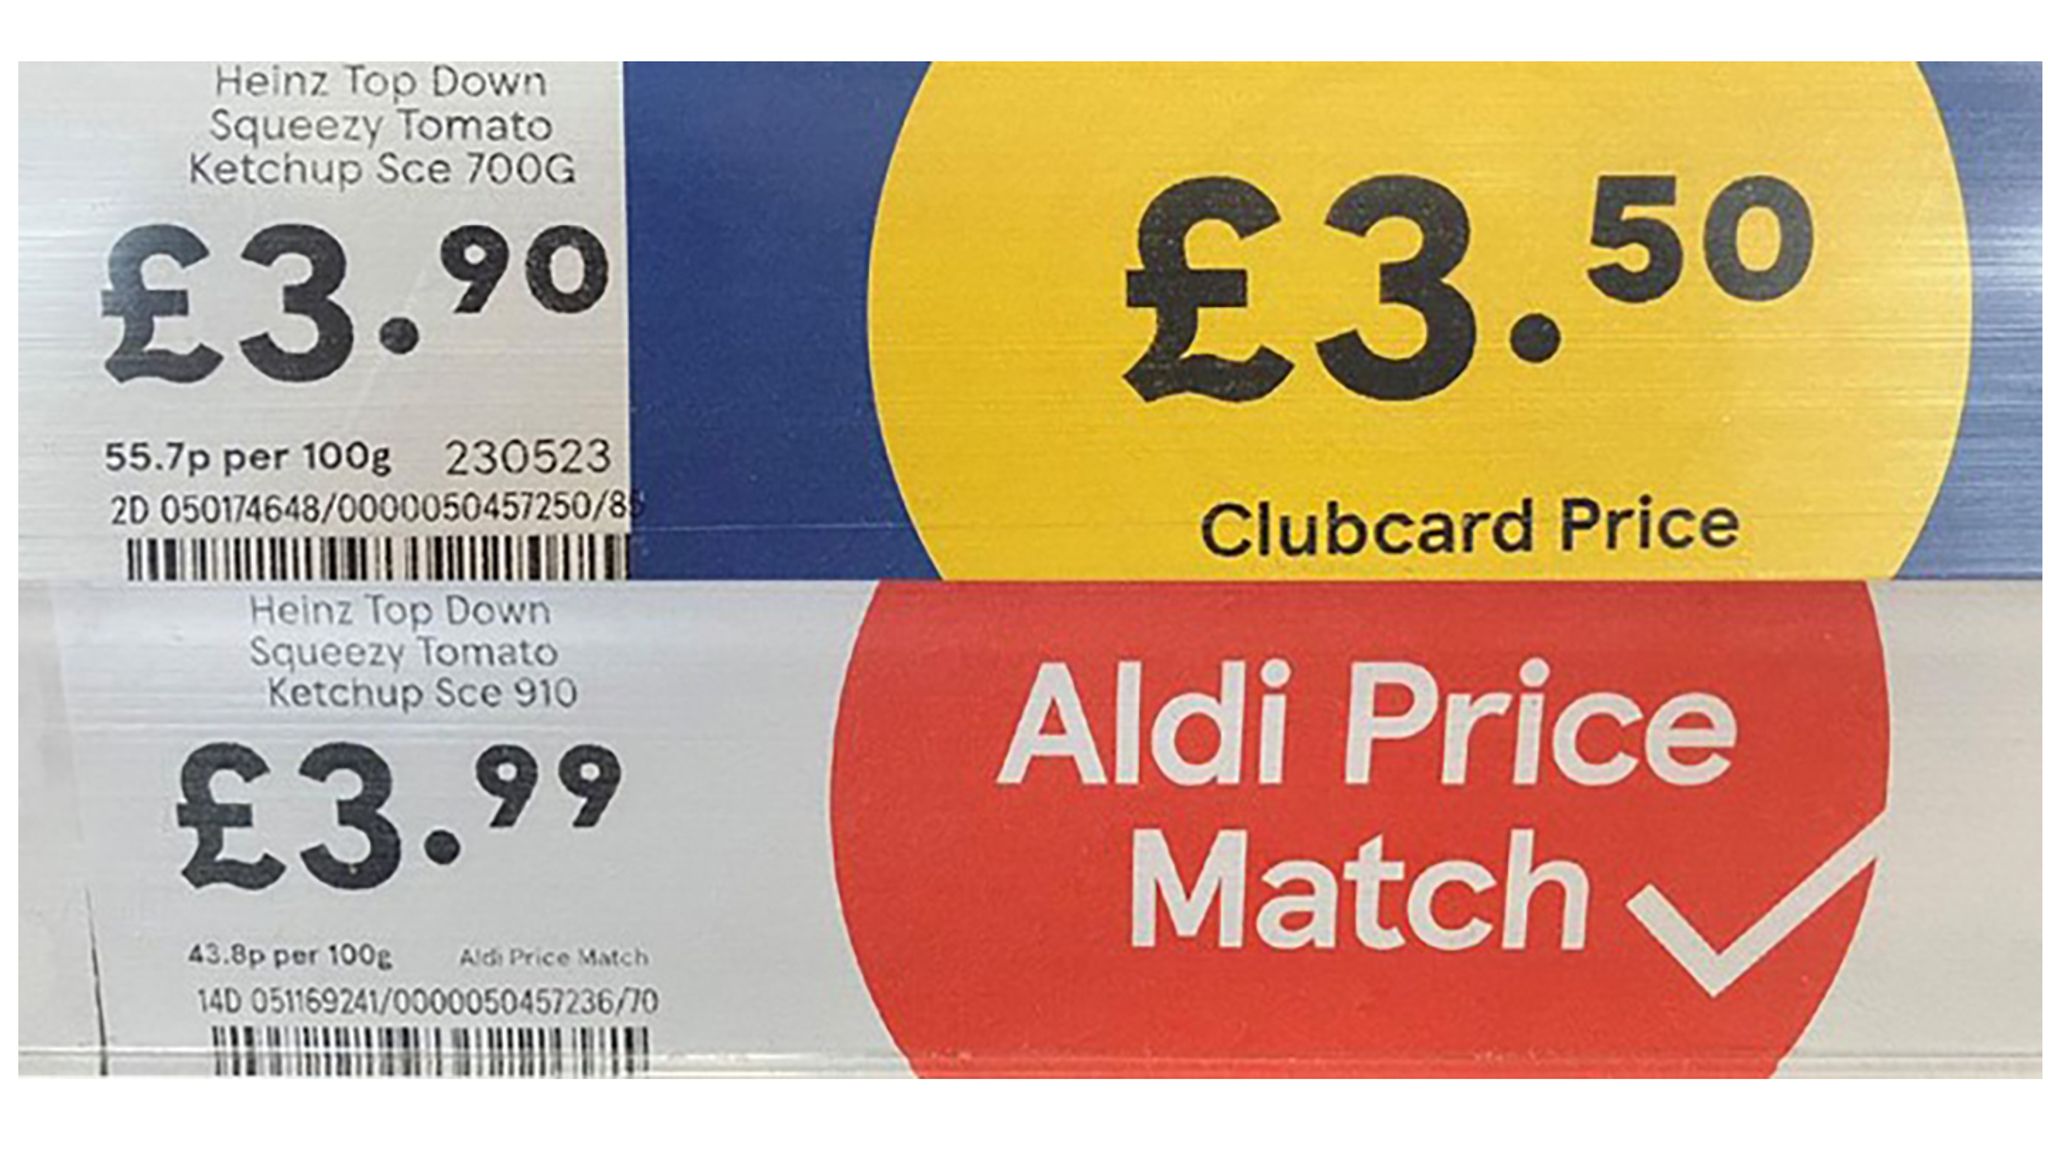 Heinz Top Down
Squeezy Tomato
Ketchup Sce 700G
£3.90
55.7p per 100g 230523
2D 050174648/0000050457250/85
£3.50
Clubcard Price
Heinz Top Down
Squeezy Tomato
Ketchup Sce 910
£3.99
43.8p per 100g Aldi Price Match
14D 051169241/0000050457236/70
Aldi Price
Match